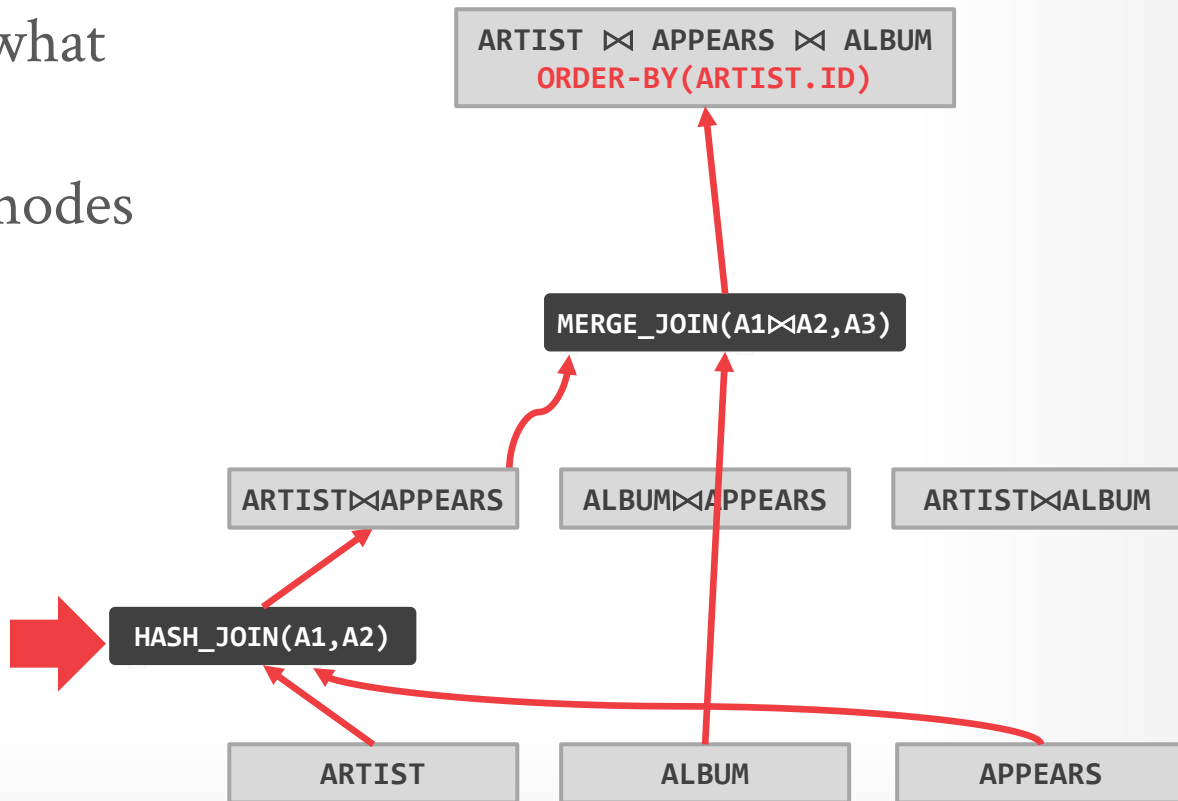 what
nodes
ARTIST ⋈ APPEARS ⋈ ALBUM
ORDER-BY(ARTIST.ID)
MERGE_JOIN(A1⋈A2,A3)
ARTIST⋈APPEARS
ALBUM⋈APPEARS
ARTIST⋈ALBUM
HASH_JOIN(A1,A2)
ARTIST
ALBUM
APPEARS